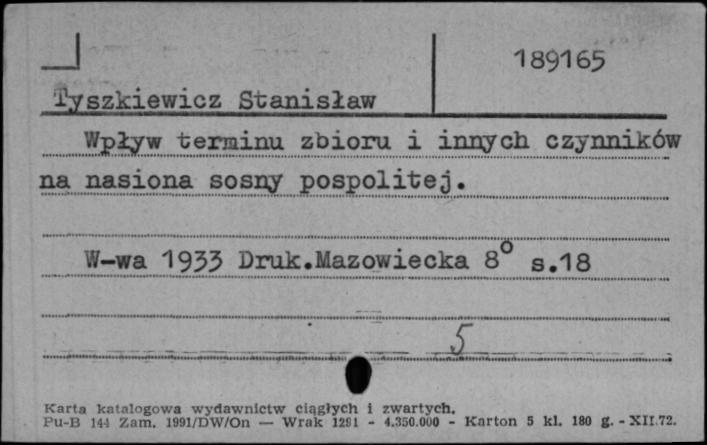 189165
Tyszkiewicz Stanisław
Wpływ terminu zbioru i innych czynników
na nasiona sosny pospolitej.
W-wa 1933 Druk.Mazowiecka 8° s.18
5
Karta katalogowa wydawnictw ciągłych i zwartych.
Pu-B 144 Zam. 1991/DW/On — Wrak 1291 - 4.350.000 - Karton 5 kl. 180 g. - XII.72.